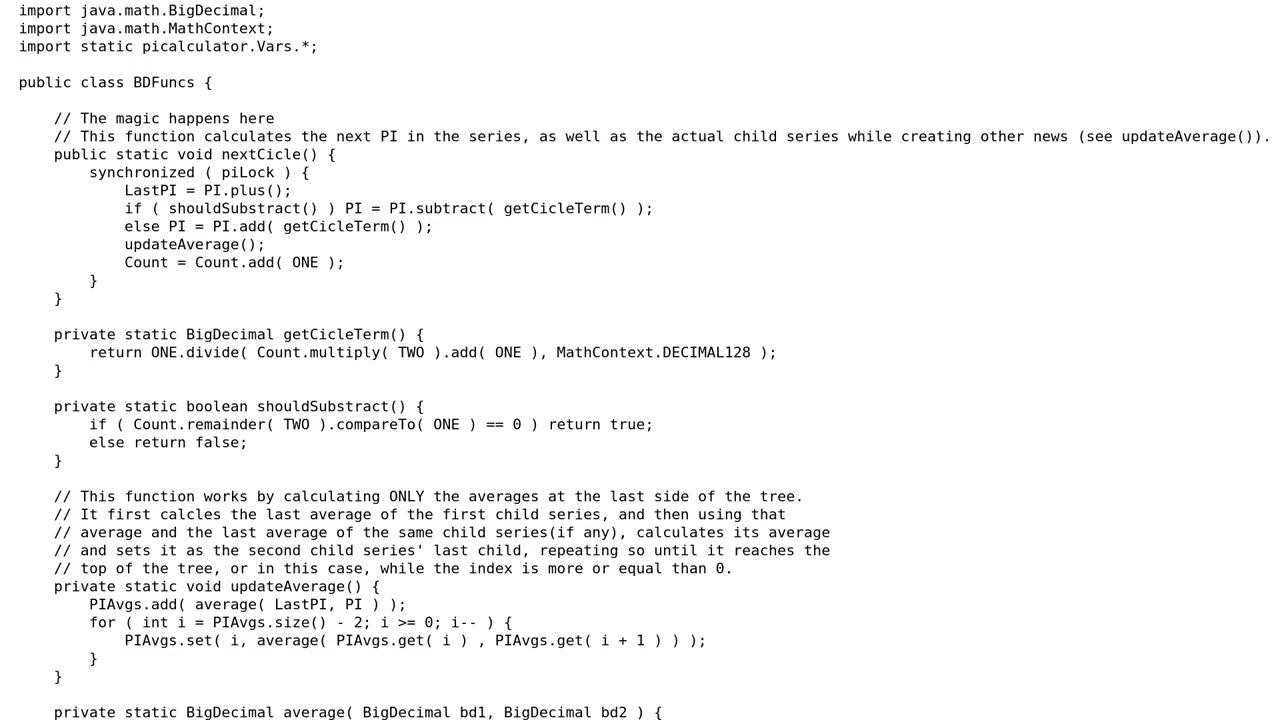 import java.math.BigDecimal;
import java.math.MathContext;
import static picalculator.Vars.*;
public class BDFuncs {
// The magic happens here
// This function calculates the next PI in the series, as well as the actual child series while creating other news (see updateAverage()).
public static void nextCicle() {
synchronized ( piLock ) {
LastPI = PI.plus();
if ( shouldSubstract() ) PI = PI.subtract( getCicleTerm() );
else PI = PI.add( getCicleTerm() );
updateAverage();
Count = Count.add( ONE );
}
}
private static BigDecimal getCicleTerm() {
return ONE.divide( Count.multiply( TWO ).add( ONE ), MathContext.DECIMAL128 );
}
private static boolean shouldSubstract() {
if ( Count.remainder( TWO ).compareTo( ONE ) == 0 ) return true;
else return false;
}
// This function works by calculating ONLY the averages at the last side of the tree.
// It first calcles the last average of the first child series, and then using that
// average and the last average of the same child series(if any), calculates its average
// and sets it as the second child series' last child, repeating so until it reaches the
// top of the tree, or in this case, while the index is more or equal than 0.
private static void updateAverage() {
PIAvgs.add( average( LastPI, PI ) );
for ( int i = PIAvgs.size() - 2; i >= 0; i-- ) {
PIAvgs.set( i, average( PIAvgs.get( i ) , PIAvgs.get( i + 1 ) ) );
}
}
private static BigDecimal average( BigDecimal bd1, BigDecimal bd2 ) {